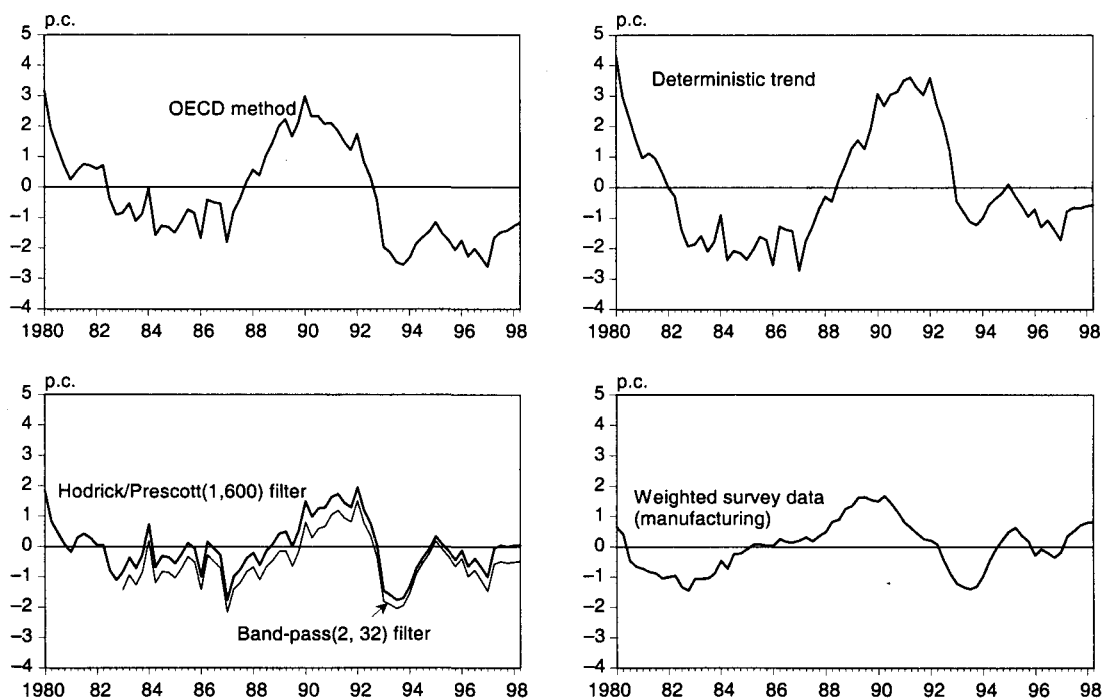 p.c.
5
4
3
2
1
0
−1
−2
−3
−4
OECD method
1980 82 84 86 88 90 92 94 96 98
p.c.
5
4
3
2
1
0
−1
−2
−3
−4
Deterministic trend
1980 82 84 86 88 90 92 94 96 98
p.c.
5
4
3
2
1
0
−1
−2
−3
−4
Hodrick/Prescott(1,600) filter
Band-pass(2, 32) filter
1980 82 84 86 88 90 92 94 96 98
p.c.
5
4
3
2
1
0
−1
−2
−3
−4
Weighted survey data
(manufacturing)
1980 82 84 86 88 90 92 94 96 98